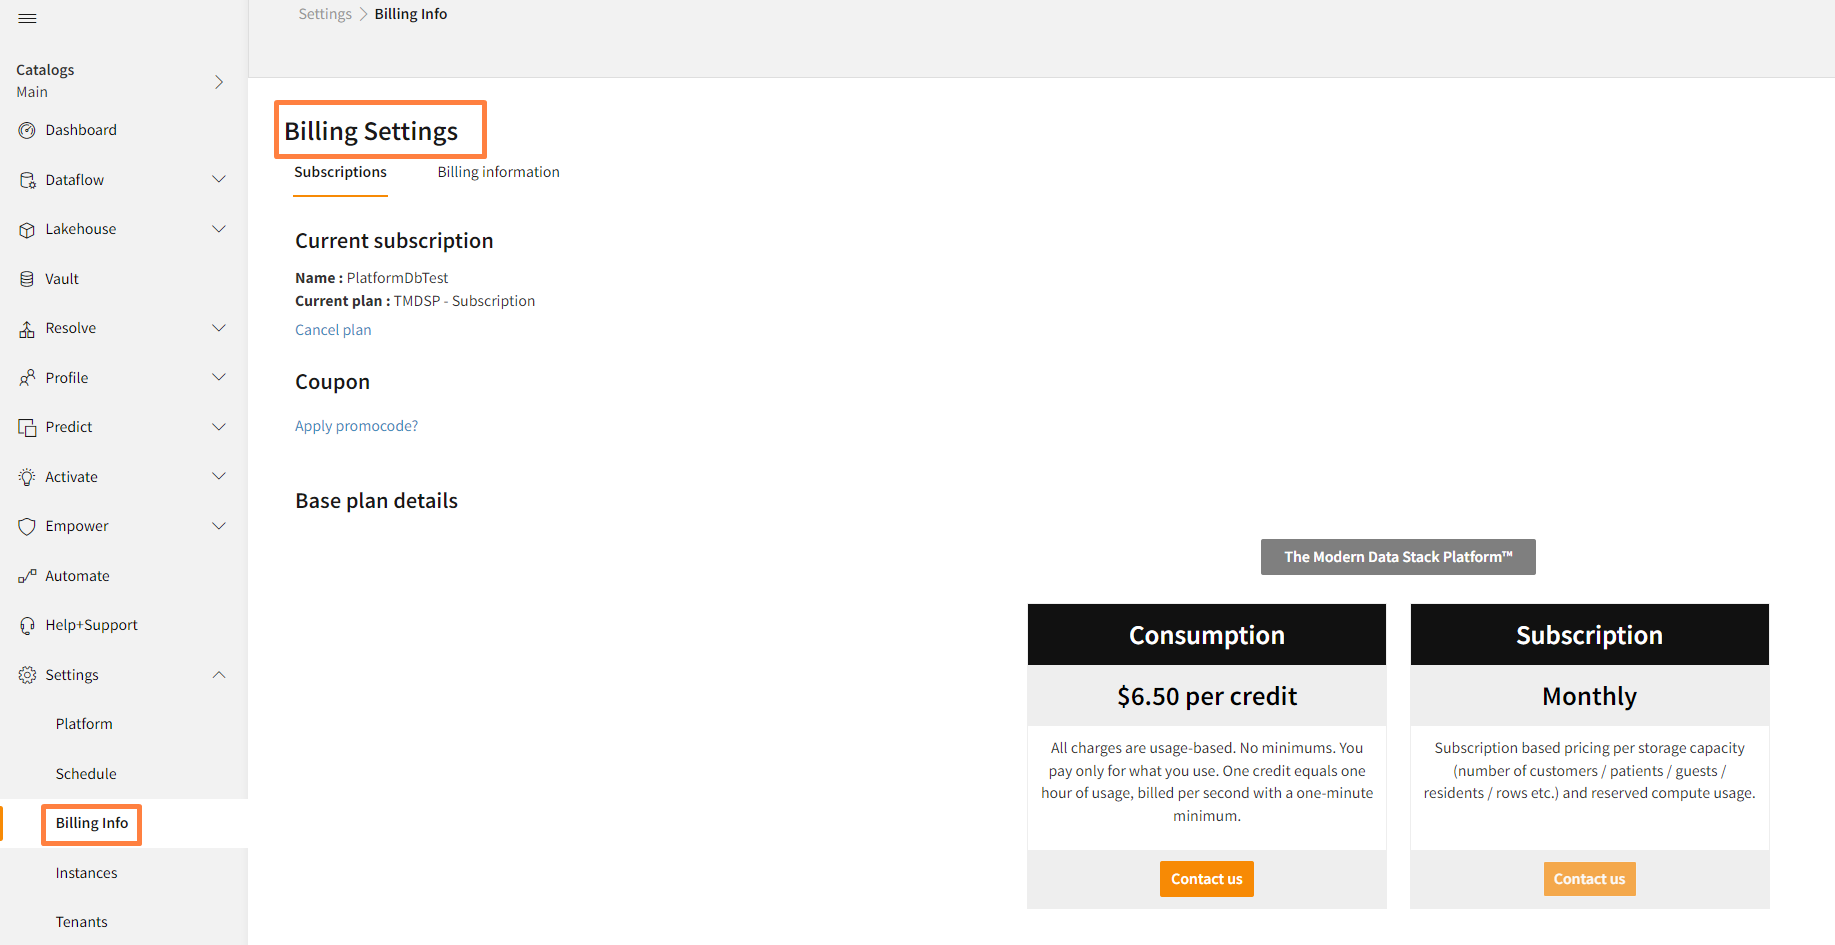 Settings > Billing Info
Catalogs
Main
Dashboard
Dataflow
Lakehouse
Vault
Resolve
Profile
Predict
Activate
Empower
Automate
Help+Support
Settings
Platform
Schedule
Billing Info
Instances
Tenants
Billing Settings
Subscriptions
Billing information
Current subscription
Name : PlatformDbTest
Current plan : TMDSP - Subscription
Cancel plan
Coupon
Apply promocode?
Base plan details
The Modern Data Stack Platform™
Consumption
$6.50 per credit
All charges are usage-based. No minimums. You
pay only for what you use. One credit equals one
hour of usage, billed per second with a one-minute
minimum.
Contact us
Subscription
Monthly
Subscription based pricing per storage capacity
(number of customers / patients / guests /
residents / rows etc.) and reserved compute usage.
Contact us